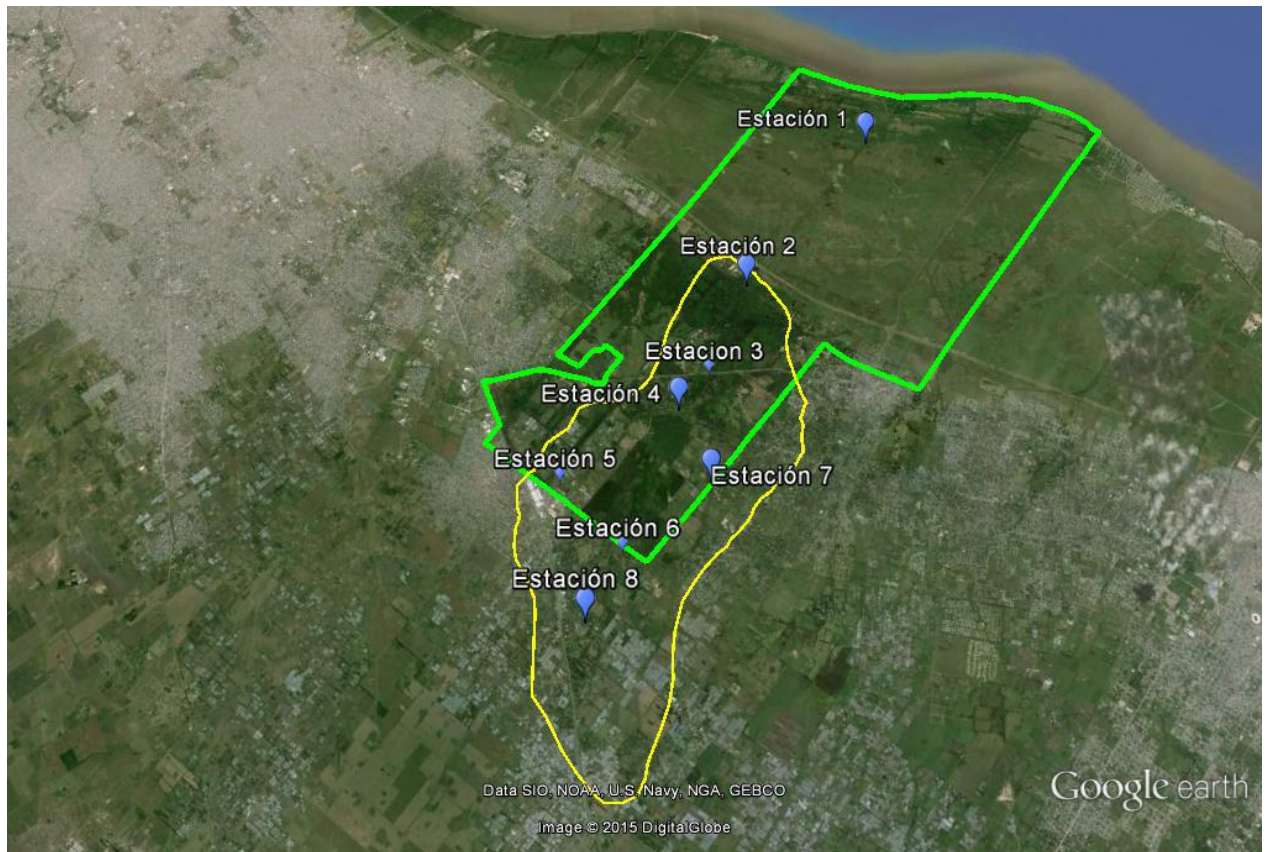 Estación 1
Estación 2
Estacion 3
Estación 4
Estación 5
Estación 7
Estación 6
Estación 8
Data SIO, NOAA, U.S. Navy, NGA, GEBCO
Google earth
Image © 2015 DigitalGlobe